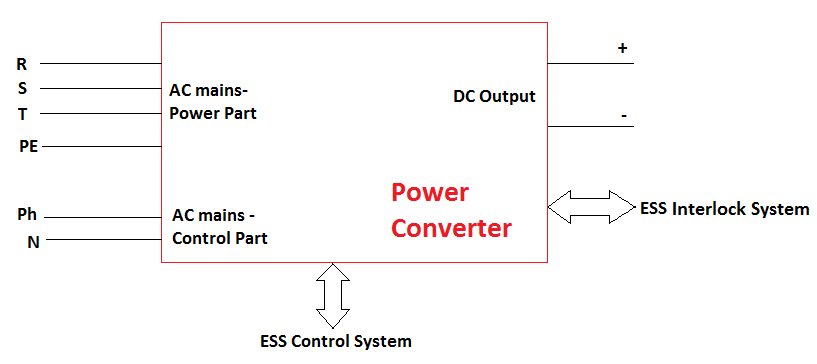 R
S
T
PE
AC mains-
Power Part
Ph
N
AC mains -
Control Part
+
DC Output
-
Power
Converter
ESS Interlock System
ESS Control System